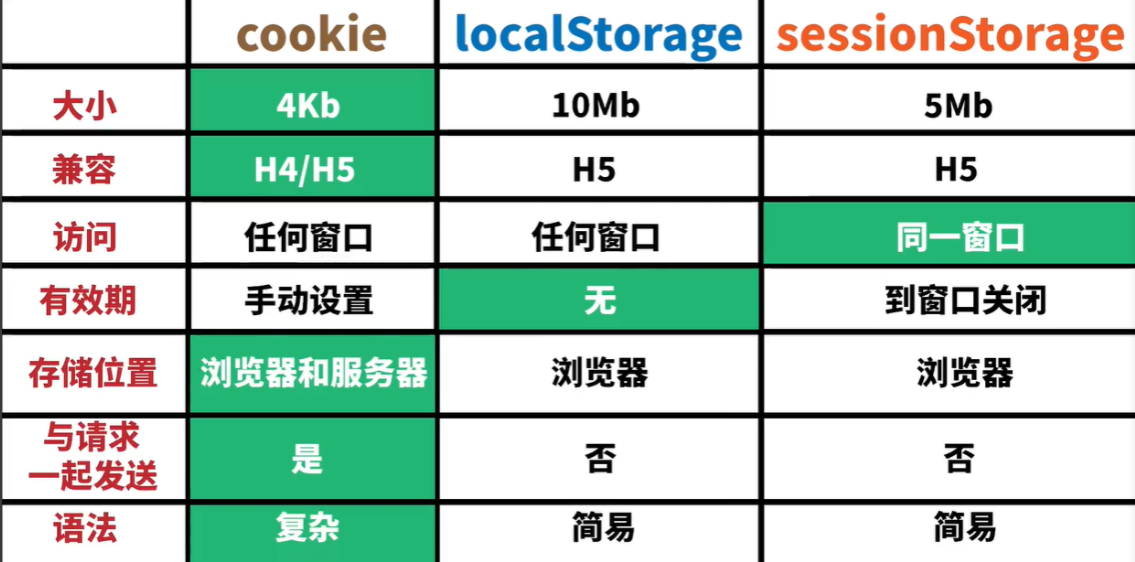 cookie localStorage sessionStorage
大小 4Kb 10Mb 5Mb
兼容 H4/H5 H5 H5
访问 任何窗口 任何窗口 同一窗口
有效期 手动设置 无 到窗口关闭
存储位置 浏览器和服务器 浏览器 浏览器
与请求
一起发送 是 否 否
语法 复杂 简易 简易